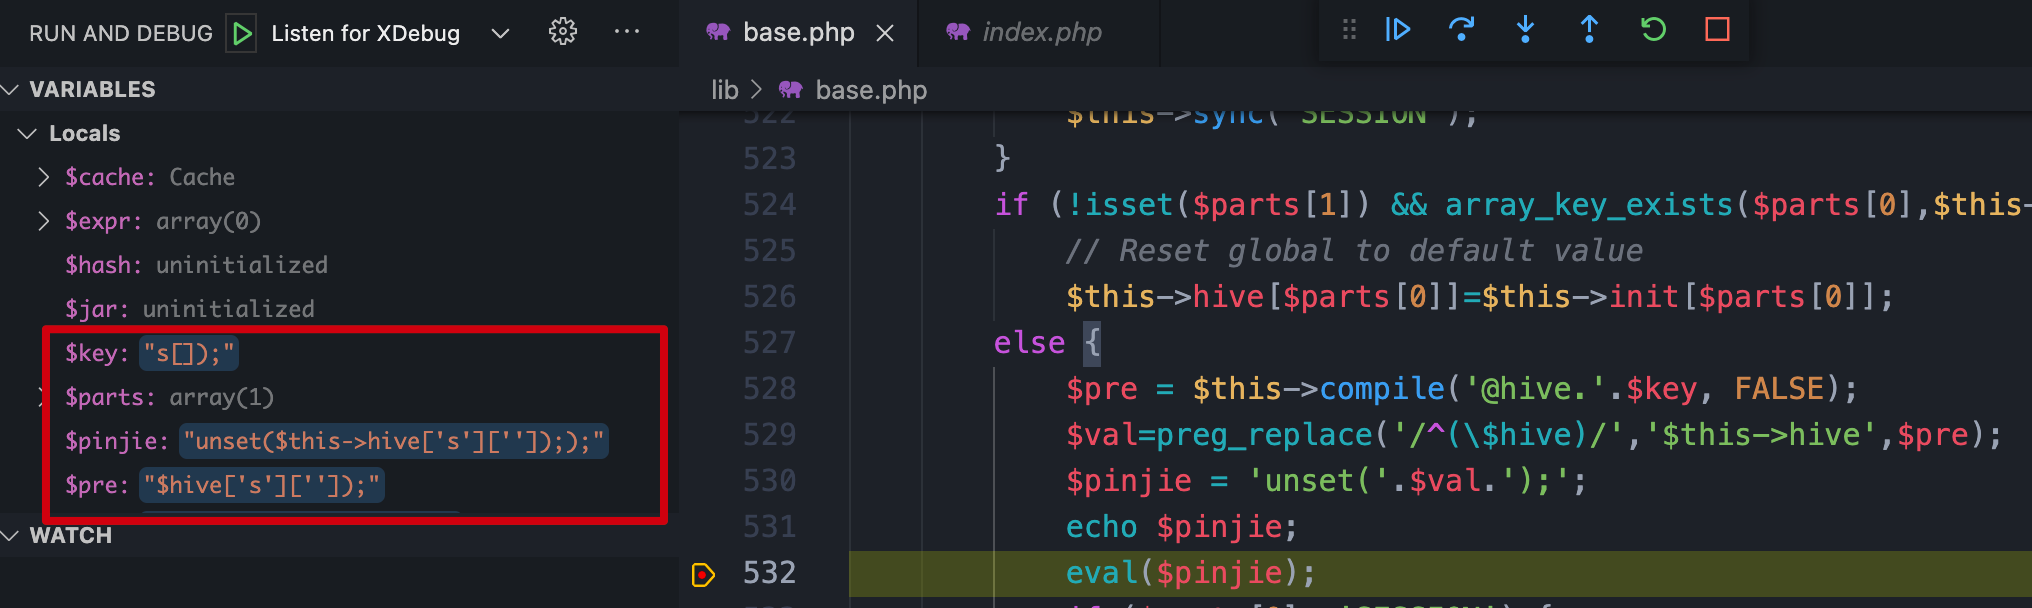 RUN AND DEBUG Listen for XDebug ...
VARIABLES
Locals
$cache: Cache
$expr: array(0)
$hash: uninitialized
$jar: uninitialized
$key: "s[]);"
$parts: array(1)
$pinjie: "unset($this->hive['s']['']););"
$pre: "$hive['s']['']);"
WATCH
base.php
index.php
lib > base.php
522 $this->sync('SESSION');
523 }
524 if (!isset($parts[1]) && array_key_exists($parts[0],$this-
525 // Reset global to default value
526 $this->hive[$parts[0]]=$this->init[$parts[0]];
527 else {
528 $pre = $this->compile('@hive.'.$key, FALSE);
529 $val=preg_replace('/^(\$hive)/','$this->hive',$pre);
530 $pinjie = 'unset('.$val.');';
531 echo $pinjie;
532 eval($pinjie);